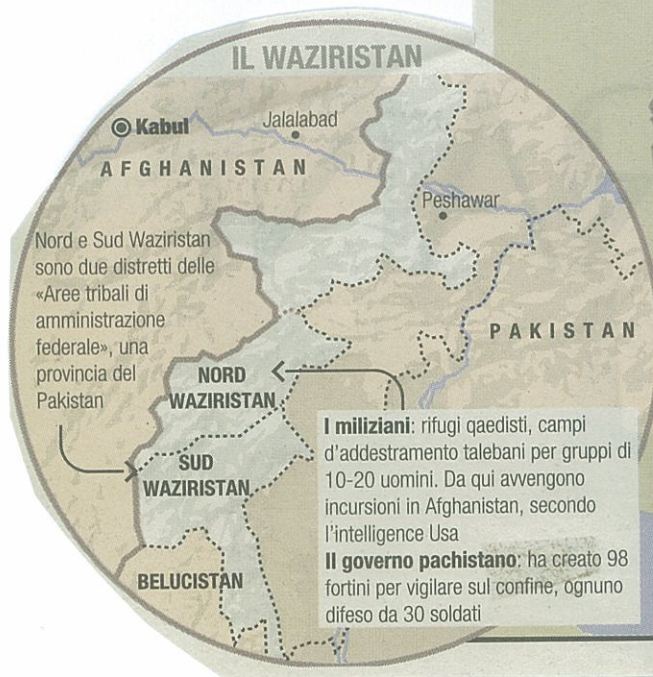 IL WAZIRISTAN
Kabul
Jalalabad
AFGHANISTAN
Peshawar
Nord e Sud Waziristan
sono due distretti delle
«Aree tribali di
amministrazione
federale», una
provincia del
Pakistan
PAKISTAN
NORD
WAZIRISTAN
SUD
WAZIRISTAN
BELUCISTAN
I miliziani: rifugi qaedisti, campi
d'addestramento talebani per gruppi di
10-20 uomini. Da qui avvengono
incursioni in Afghanistan, secondo
l'intelligence Usa
Il governo pachistano: ha creato 98
fortini per vigilare sul confine, ognuno
difeso da 30 soldati